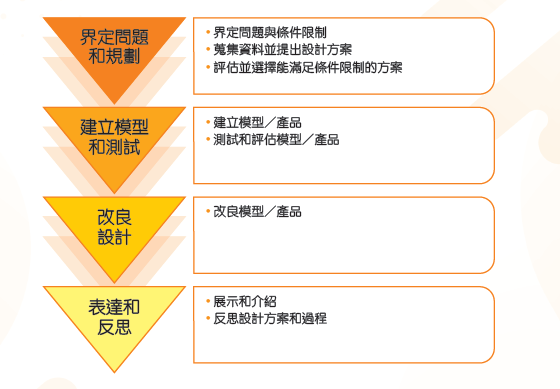 界定問題
和規劃
• 界定問題與條件限制
• 蒐集資料並提出設計方案
• 評估並選擇能滿足條件限制的方案
建立模型
和測試
• 建立模型／產品
• 測試和評估模型／產品
改良
設計
• 改良模型／產品
表達和
反思
• 展示和介紹
• 反思設計方案和過程